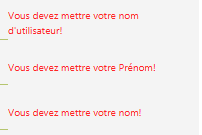 Vous devez mettre votre nom
d'utilisateur!
Vous devez mettre votre Prénom!
Vous devez mettre votre nom!